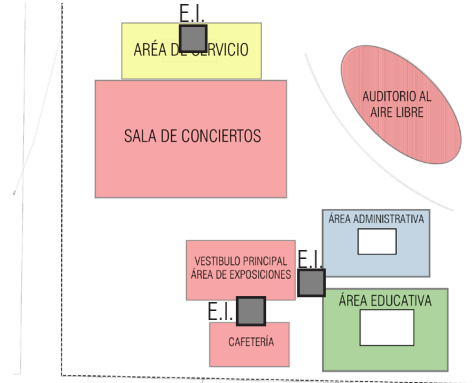 E.I.
ARÉA DE SERVICIO
SALA DE CONCIERTOS
AUDITORIO AL
AIRE LIBRE
ÁREA ADMINISTRATIVA
VESTIBULO PRINCIPAL
ÁREA DE EXPOSICIONES
E.I.
ÁREA EDUCATIVA
E.I.
CAFETERÍA